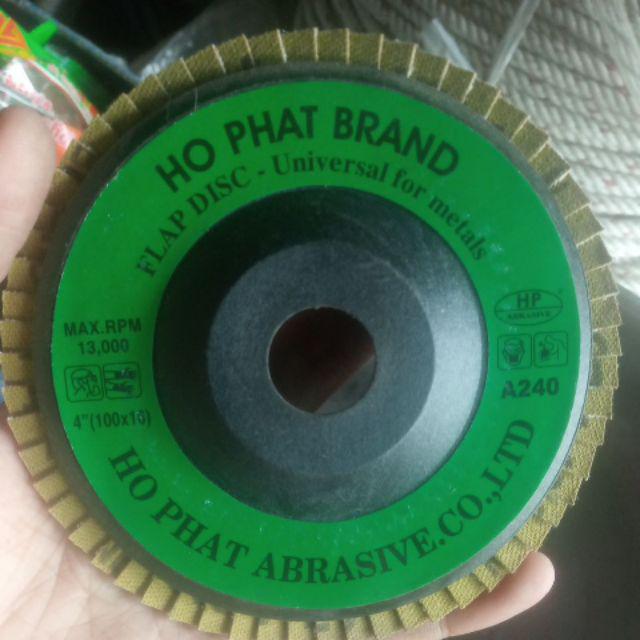 HO PHAT BRAND
FLAP DISC - Universal for metals
MAX.RPM
13,000
4"(100x16)
HP
ABRASIVE
A240
HO PHAT ABRASIVE.CO.,LTD